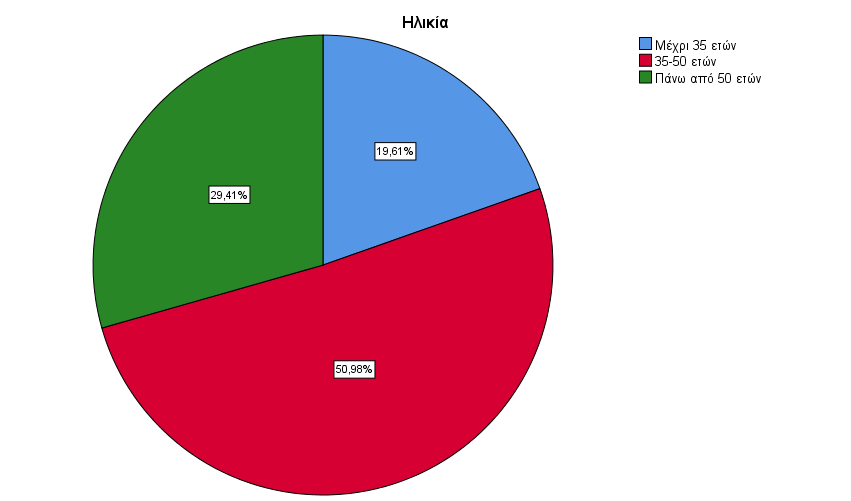 Ηλικία
Μέχρι 35 ετών
35-50 ετών
Πάνω από 50 ετών
19,61%
29,41%
50,98%